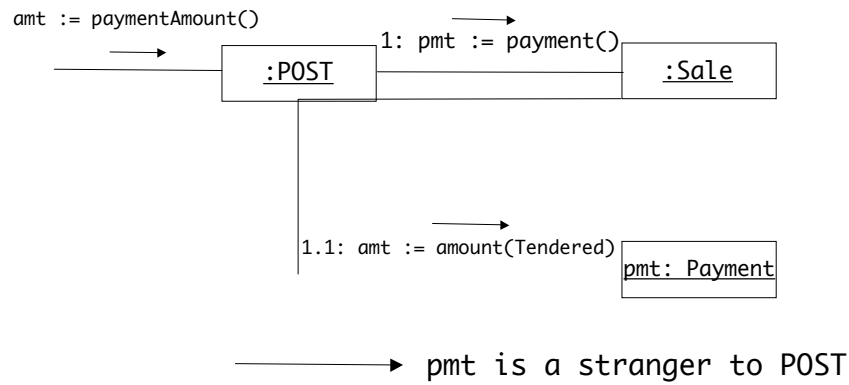 amt := paymentAmount()
1: pmt := payment()
:POST
:Sale
1.1: amt := amount(Tendered)
pmt: Payment
pmt is a stranger to POST